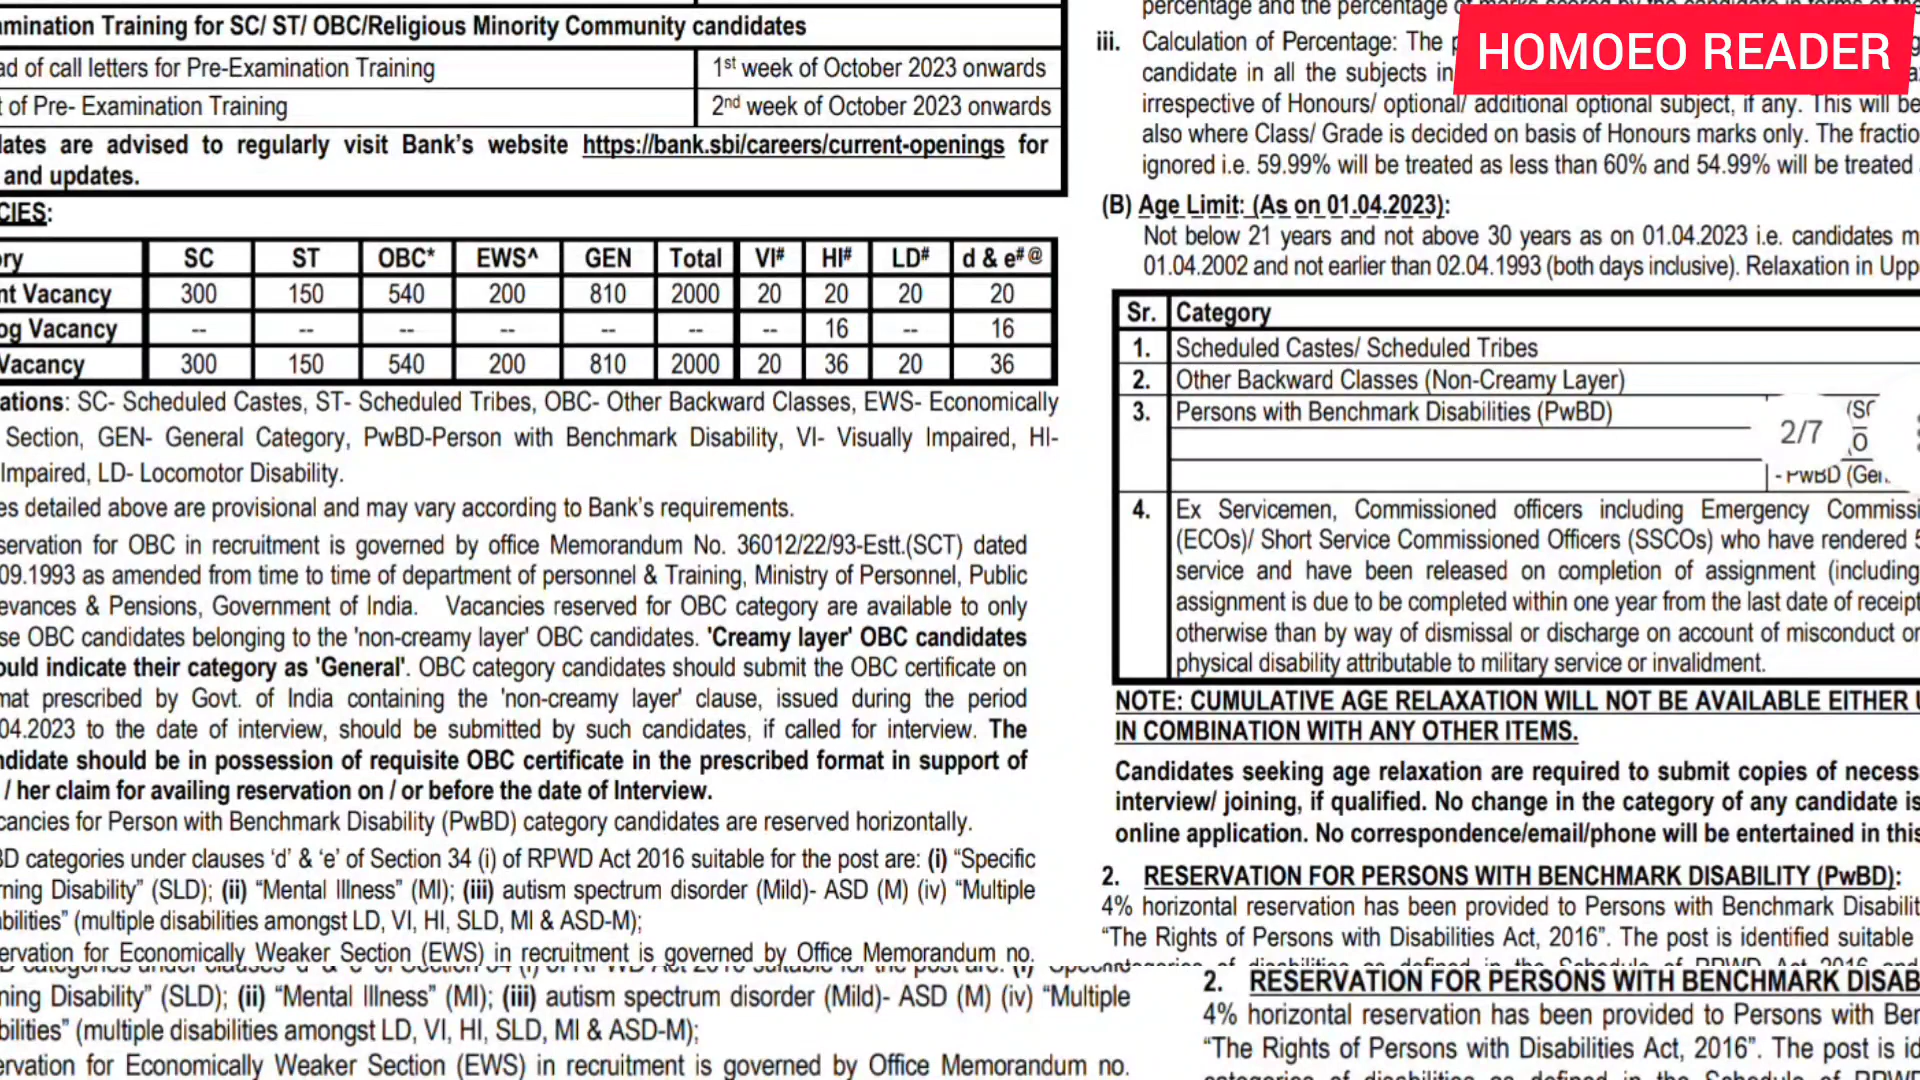 mination Training for SC/ ST/ OBC/Religious Minority Community candidates
ad of call letters for Pre-Examination Training 1st week of October 2023 onwards
t of Pre- Examination Training 2nd week of October 2023 onwards
lates are advised to regularly visit Bank's website https://bank.sbi/careers/current-openings for
and updates.
CIES:
ry SC ST OBC* EWS^ GEN Total VI# HI# LD# d & e# @
nt Vacancy 300 150 540 200 810 2000 20 20 20 20
og Vacancy -- -- -- -- -- -- -- 16 -- 16
Vacancy 300 150 540 200 810 2000 20 36 20 36
ations: SC- Scheduled Castes, ST- Scheduled Tribes, OBC- Other Backward Classes, EWS- Economically
Section, GEN- General Category, PwBD-Person with Benchmark Disability, VI- Visually Impaired, HI-
Impaired, LD- Locomotor Disability.
es detailed above are provisional and may vary according to Bank's requirements.
servation for OBC in recruitment is governed by office Memorandum No. 36012/22/93-Estt.(SCT) dated
09.1993 as amended from time to time of department of personnel & Training, Ministry of Personnel, Public
evances & Pensions, Government of India. Vacancies reserved for OBC category are available to only
se OBC candidates belonging to the 'non-creamy layer' OBC candidates. 'Creamy layer' OBC candidates
ould indicate their category as 'General'. OBC category candidates should submit the OBC certificate on
mat prescribed by Govt. of India containing the 'non-creamy layer' clause, issued during the period
04.2023 to the date of interview, should be submitted by such candidates, if called for interview. The
ndidate should be in possession of requisite OBC certificate in the prescribed format in support of
/ her claim for availing reservation on / or before the date of Interview.
cancies for Person with Benchmark Disability (PwBD) category candidates are reserved horizontally.
BD categories under clauses 'd' & 'e' of Section 34 (i) of RPWD Act 2016 suitable for the post are: (i) "Specific
rning Disability" (SLD); (ii) "Mental Illness" (MI); (iii) autism spectrum disorder (Mild)- ASD (M) (iv) "Multiple
abilities" (multiple disabilities amongst LD, VI, HI, SLD, MI & ASD-M);
ervation for Economically Weaker Section (EWS) in recruitment is governed by Office Memorandum no.
ning Disability" (SLD); (ii) "Mental Illness" (MI); (iii) autism spectrum disorder (Mild)- ASD (M) (iv) "Multiple
bilities" (multiple disabilities amongst LD, VI, HI, SLD, MI & ASD-M);
ervation for Economically Weaker Section (EWS) in recruitment is governed by Office Memorandum no.
HOMOEO READER
percentage and the percentage
iii. Calculation of Percentage: The
candidate in all the subjects in
irrespective of Honours/ optional/ additional optional subject, if any. This will be
also where Class/ Grade is decided on basis of Honours marks only. The fractio
ignored i.e. 59.99% will be treated as less than 60% and 54.99% will be treated
(B) Age Limit: (As on 01.04.2023):
Not below 21 years and not above 30 years as on 01.04.2023 i.e. candidates m
01.04.2002 and not earlier than 02.04.1993 (both days inclusive). Relaxation in Upp
Sr. Category
1. Scheduled Castes/ Scheduled Tribes
2. Other Backward Classes (Non-Creamy Layer)
3. Persons with Benchmark Disabilities (PwBD)
2/7
- PwBD (Gen
4. Ex Servicemen, Commissioned officers including Emergency Commissi
(ECOs)/ Short Service Commissioned Officers (SSCOs) who have rendered 5
service and have been released on completion of assignment (including
assignment is due to be completed within one year from the last date of receipt
otherwise than by way of dismissal or discharge on account of misconduct or
physical disability attributable to military service or invalidment.
NOTE: CUMULATIVE AGE RELAXATION WILL NOT BE AVAILABLE EITHER U
IN COMBINATION WITH ANY OTHER ITEMS.
Candidates seeking age relaxation are required to submit copies of necess
interview/ joining, if qualified. No change in the category of any candidate is
online application. No correspondence/email/phone will be entertained in this
2. RESERVATION FOR PERSONS WITH BENCHMARK DISABILITY (PwBD):
4% horizontal reservation has been provided to Persons with Benchmark Disabilit
"The Rights of Persons with Disabilities Act, 2016". The post is identified suitable
2. RESERVATION FOR PERSONS WITH BENCHMARK DISAB
4% horizontal reservation has been provided to Persons with Ber
"The Rights of Persons with Disabilities Act, 2016". The post is id